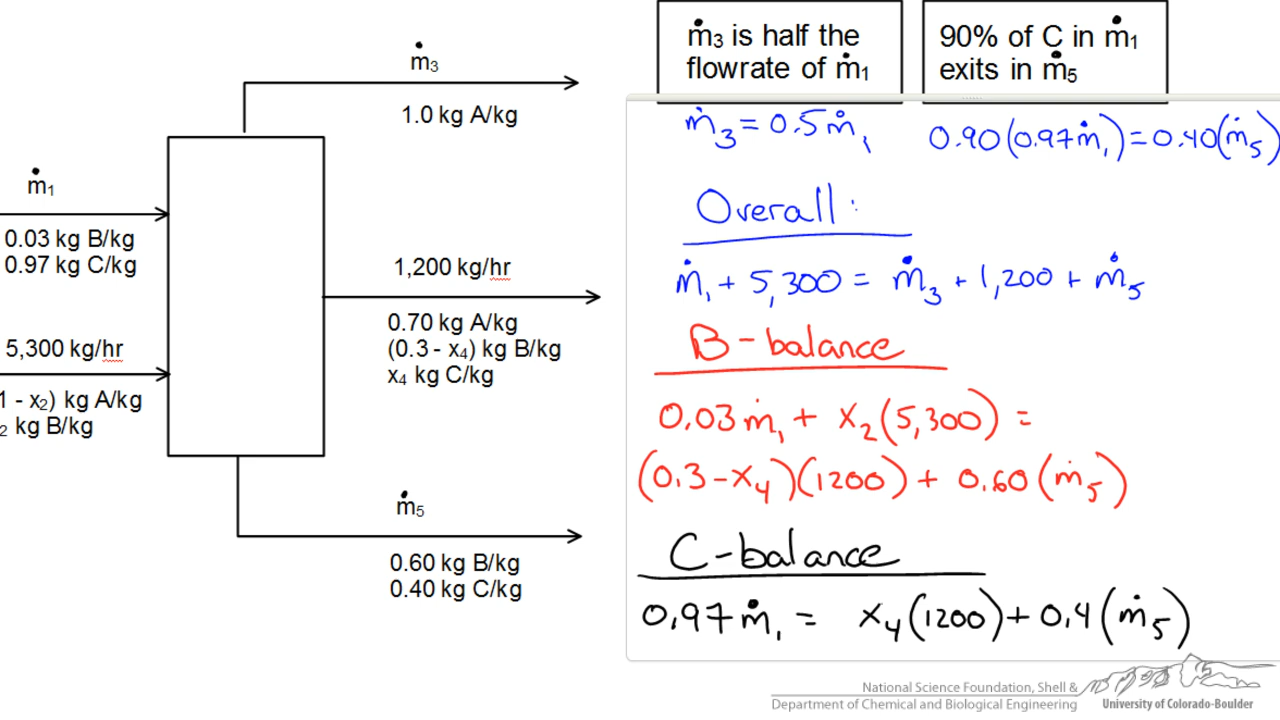 ṁ3
1.0 kg A/kg
ṁ1
0.03 kg B/kg
0.97 kg C/kg
1,200 kg/hr
0.70 kg A/kg
(0.3 - x4) kg B/kg
x4 kg C/kg
5,300 kg/hr
1 - x2) kg A/kg
2 kg B/kg
ṁ5
0.60 kg B/kg
0.40 kg C/kg
ṁ3 is half the
flowrate of ṁ1
90% of C in ṁ1
exits in ṁ5
ṁ3 = 0.5ṁ1
0.90(0.97ṁ1) = 0.40(ṁ5)
Overall:
ṁ1 + 5,300 = ṁ3 + 1,200 + ṁ5
B-balance
0.03ṁ1 + x2(5,300) =
(0.3-x4)(1200) + 0.60(ṁ5)
C-balance
0.97ṁ1 = x4(1200) + 0.4(ṁ5)
National Science Foundation, Shell &
Department of Chemical and Biological Engineering
University of Colorado-Boulder